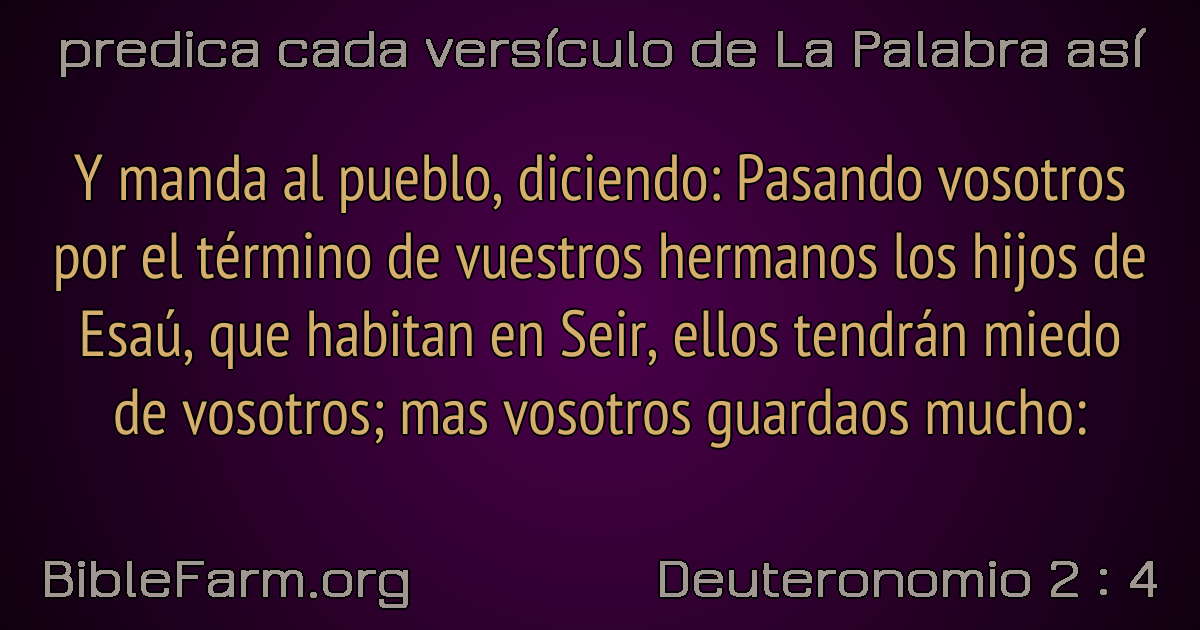 predica cada versículo de La Palabra así
Y manda al pueblo, diciendo: Pasando vosotros
por el término de vuestros hermanos los hijos de
Esaú, que habitan en Seir, ellos tendrán miedo
de vosotros; mas vosotros guardaos mucho:
BibleFarm.org
Deuteronomio 2 : 4